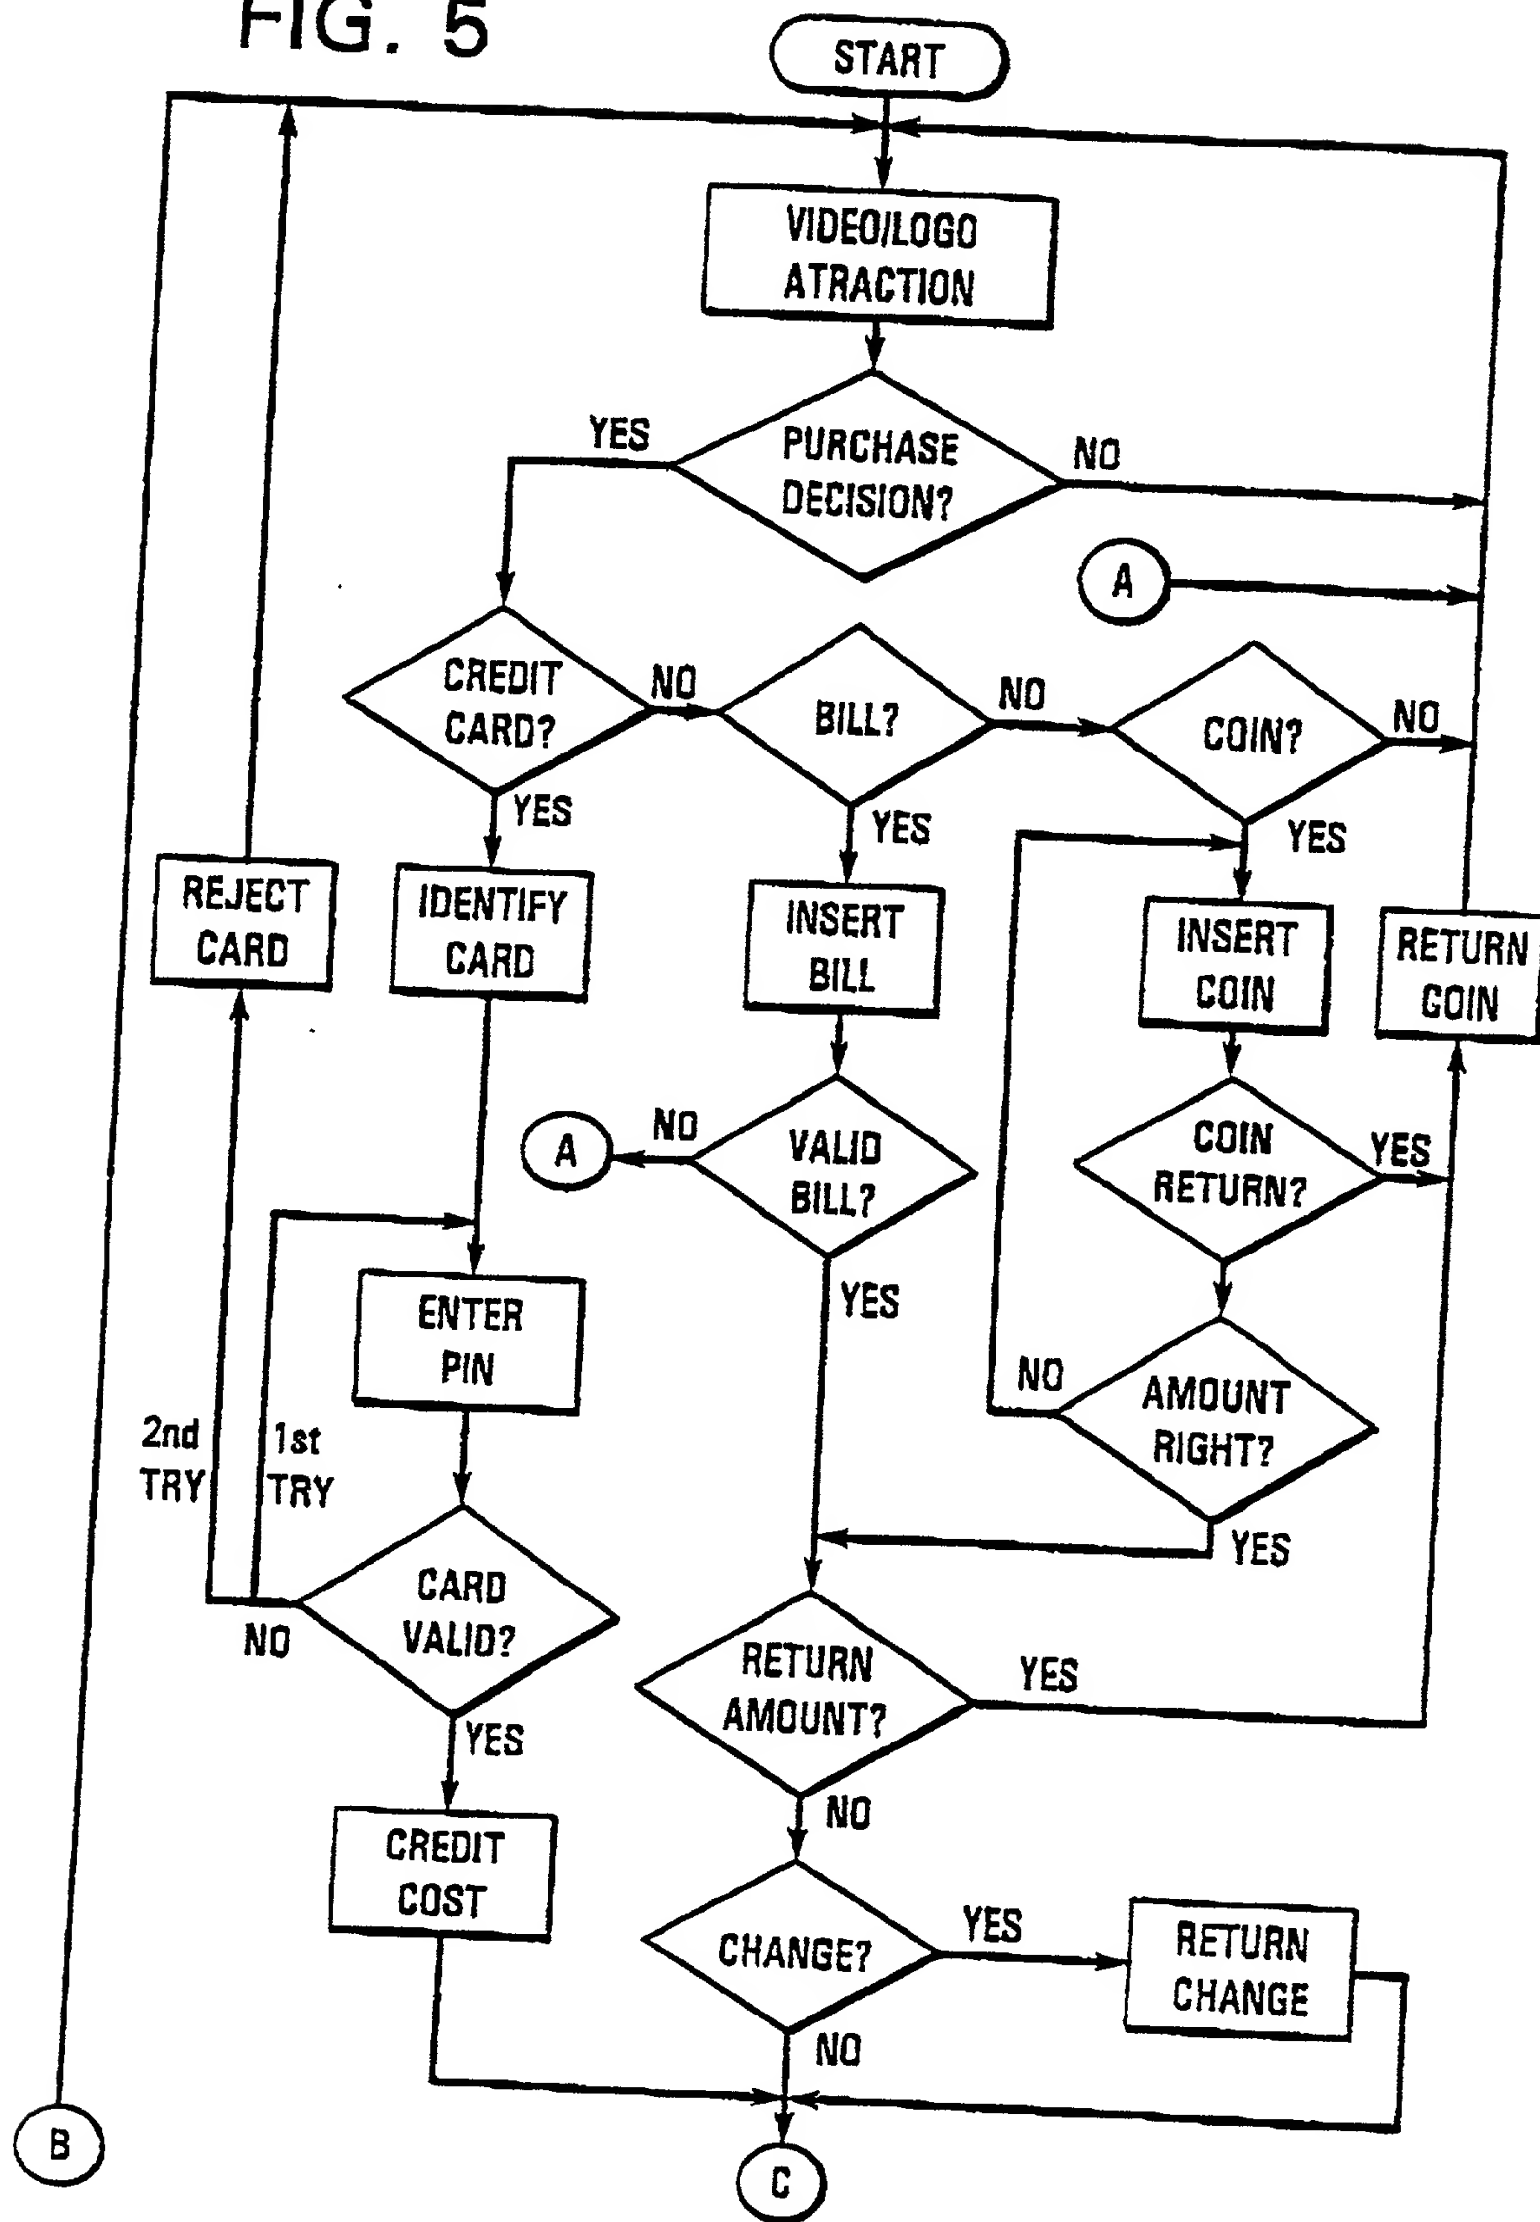 FIG. 5
START
VIDEO/LOGO
ATRACTION
YES
PURCHASE
DECISION?
NO
A
CREDIT
CARD?
NO
BILL?
NO
COIN?
NO
YES
YES
YES
REJECT
CARD
IDENTIFY
CARD
INSERT
BILL
INSERT
COIN
RETURN
GOIN
A
NO
VALID
BILL?
COIN
RETURN?
YES
ENTER
PIN
YES
NO
AMOUNT
RIGHT?
2nd
TRY
1st
TRY
YES
CARD
VALID?
NO
RETURN
AMOUNT?
YES
YES
NO
CREDIT
COST
CHANGE?
YES
RETURN
CHANGE
NO
B
C